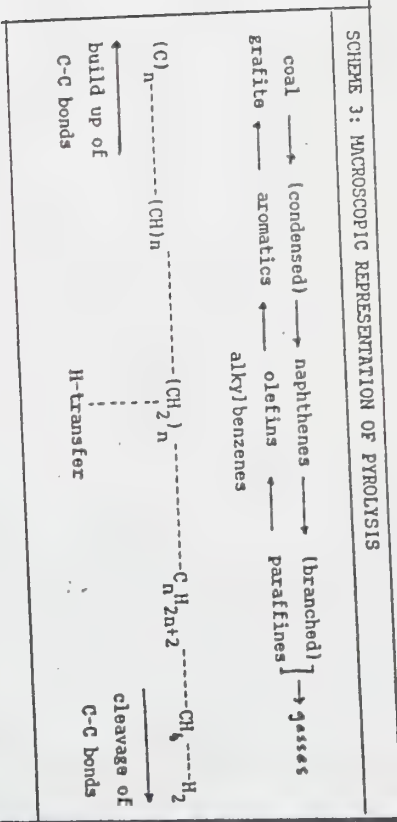 SCHEME 3: MACROSCOPIC REPRESENTATION OF PYROLYSIS
coal ⟶ (condensed) ⟶ naphthenes ⟶ (branched)
grafite ⟵ aromatics ⟵ olefins ⟵ paraffines] → gasses
alkylbenzenes
(C)n-----------(CH)n-----------(CH2)n-----------CnH2n+2------CH4----H2
build up of
C-C bonds
H-transfer
cleavage of
C-C bonds